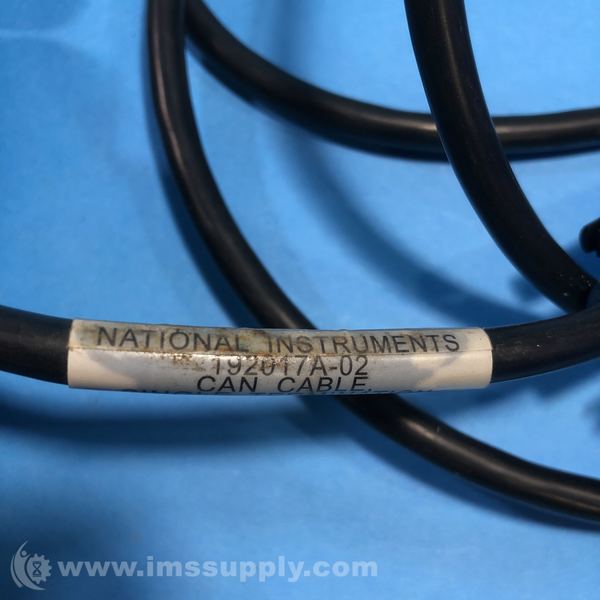 NATIONAL INSTRUMENTS
192017A-02
CAN CABLE,
www.imssupply.com